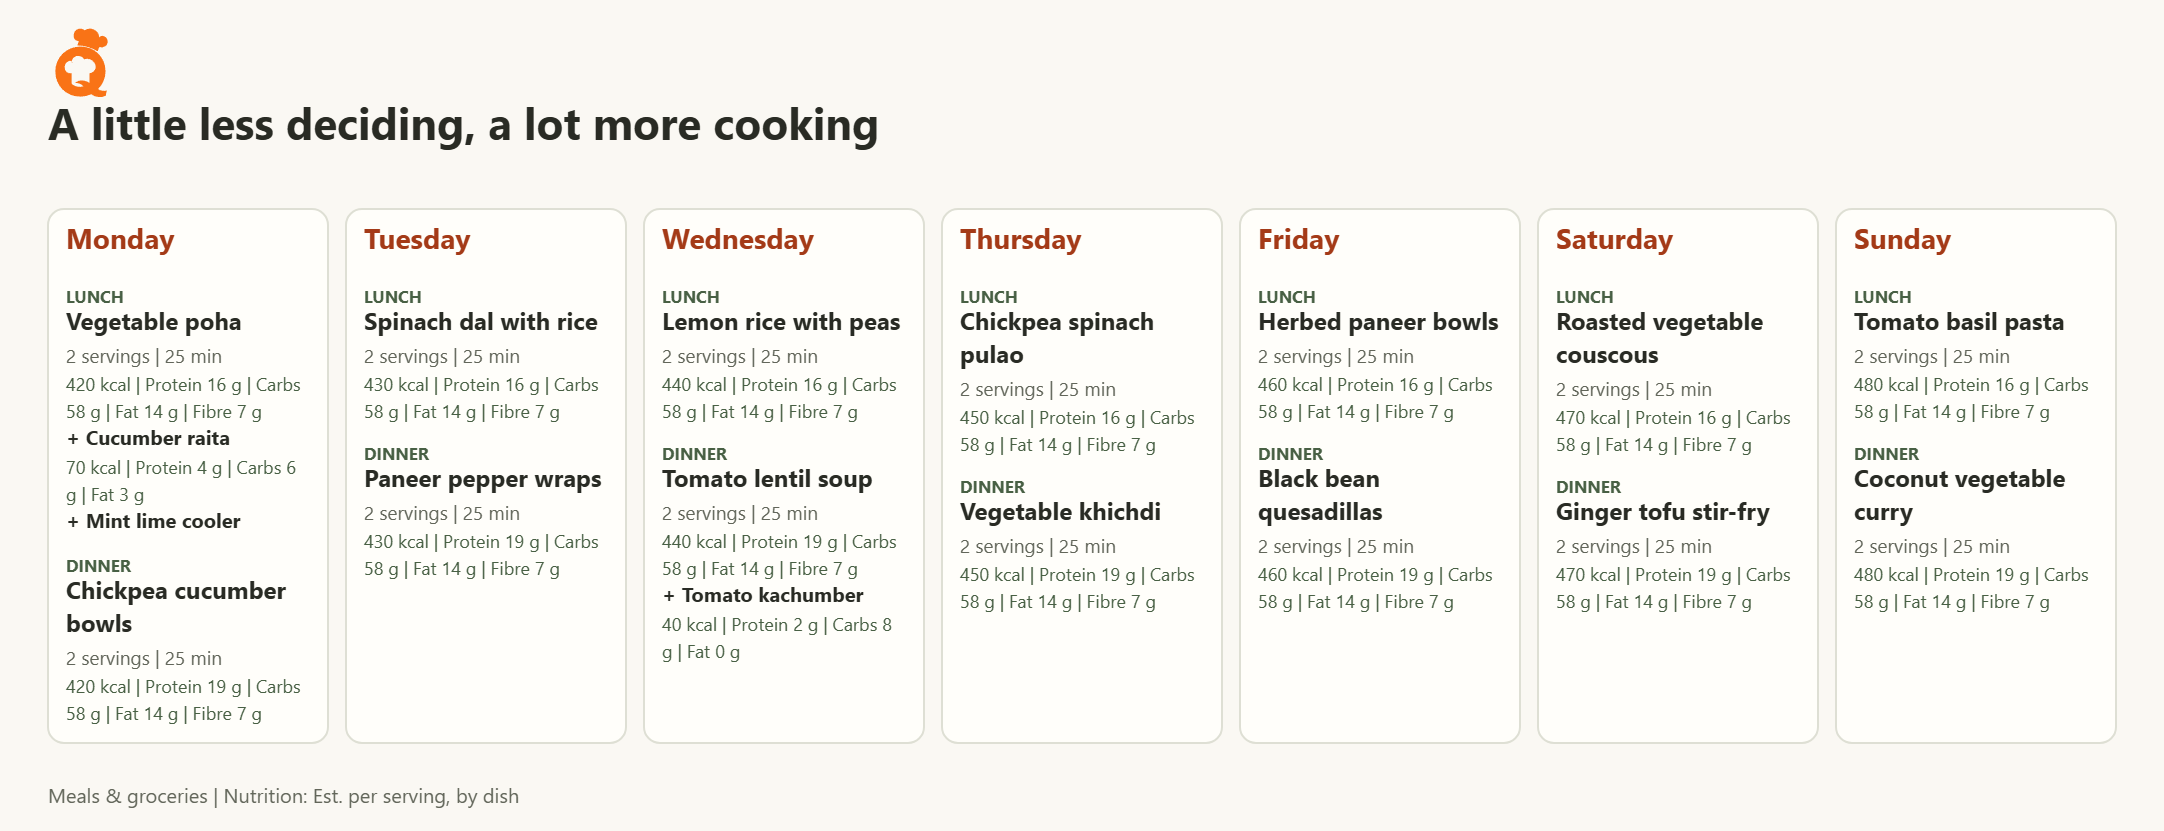 A little less deciding, a lot more cooking
Monday
LUNCH
Vegetable poha
2 servings | 25 min
420 kcal | Protein 16 g | Carbs
58 g | Fat 14 g | Fibre 7 g
+ Cucumber raita
70 kcal | Protein 4 g | Carbs 6
g | Fat 3 g
+ Mint lime cooler
DINNER
Chickpea cucumber
bowls
2 servings | 25 min
420 kcal | Protein 19 g | Carbs
58 g | Fat 14 g | Fibre 7 g
Tuesday
LUNCH
Spinach dal with rice
2 servings | 25 min
430 kcal | Protein 16 g | Carbs
58 g | Fat 14 g | Fibre 7 g
DINNER
Paneer pepper wraps
2 servings | 25 min
430 kcal | Protein 19 g | Carbs
58 g | Fat 14 g | Fibre 7 g
Wednesday
LUNCH
Lemon rice with peas
2 servings | 25 min
440 kcal | Protein 16 g | Carbs
58 g | Fat 14 g | Fibre 7 g
DINNER
Tomato lentil soup
2 servings | 25 min
440 kcal | Protein 19 g | Carbs
58 g | Fat 14 g | Fibre 7 g
+ Tomato kachumber
40 kcal | Protein 2 g | Carbs 8
g | Fat 0 g
Thursday
LUNCH
Chickpea spinach
pulao
2 servings | 25 min
450 kcal | Protein 16 g | Carbs
58 g | Fat 14 g | Fibre 7 g
DINNER
Vegetable khichdi
2 servings | 25 min
450 kcal | Protein 19 g | Carbs
58 g | Fat 14 g | Fibre 7 g
Friday
LUNCH
Herbed paneer bowls
2 servings | 25 min
460 kcal | Protein 16 g | Carbs
58 g | Fat 14 g | Fibre 7 g
DINNER
Black bean
quesadillas
2 servings | 25 min
460 kcal | Protein 19 g | Carbs
58 g | Fat 14 g | Fibre 7 g
Saturday
LUNCH
Roasted vegetable
couscous
2 servings | 25 min
470 kcal | Protein 16 g | Carbs
58 g | Fat 14 g | Fibre 7 g
DINNER
Ginger tofu stir-fry
2 servings | 25 min
470 kcal | Protein 19 g | Carbs
58 g | Fat 14 g | Fibre 7 g
Sunday
LUNCH
Tomato basil pasta
2 servings | 25 min
480 kcal | Protein 16 g | Carbs
58 g | Fat 14 g | Fibre 7 g
DINNER
Coconut vegetable
curry
2 servings | 25 min
480 kcal | Protein 19 g | Carbs
58 g | Fat 14 g | Fibre 7 g
Meals & groceries | Nutrition: Est. per serving, by dish